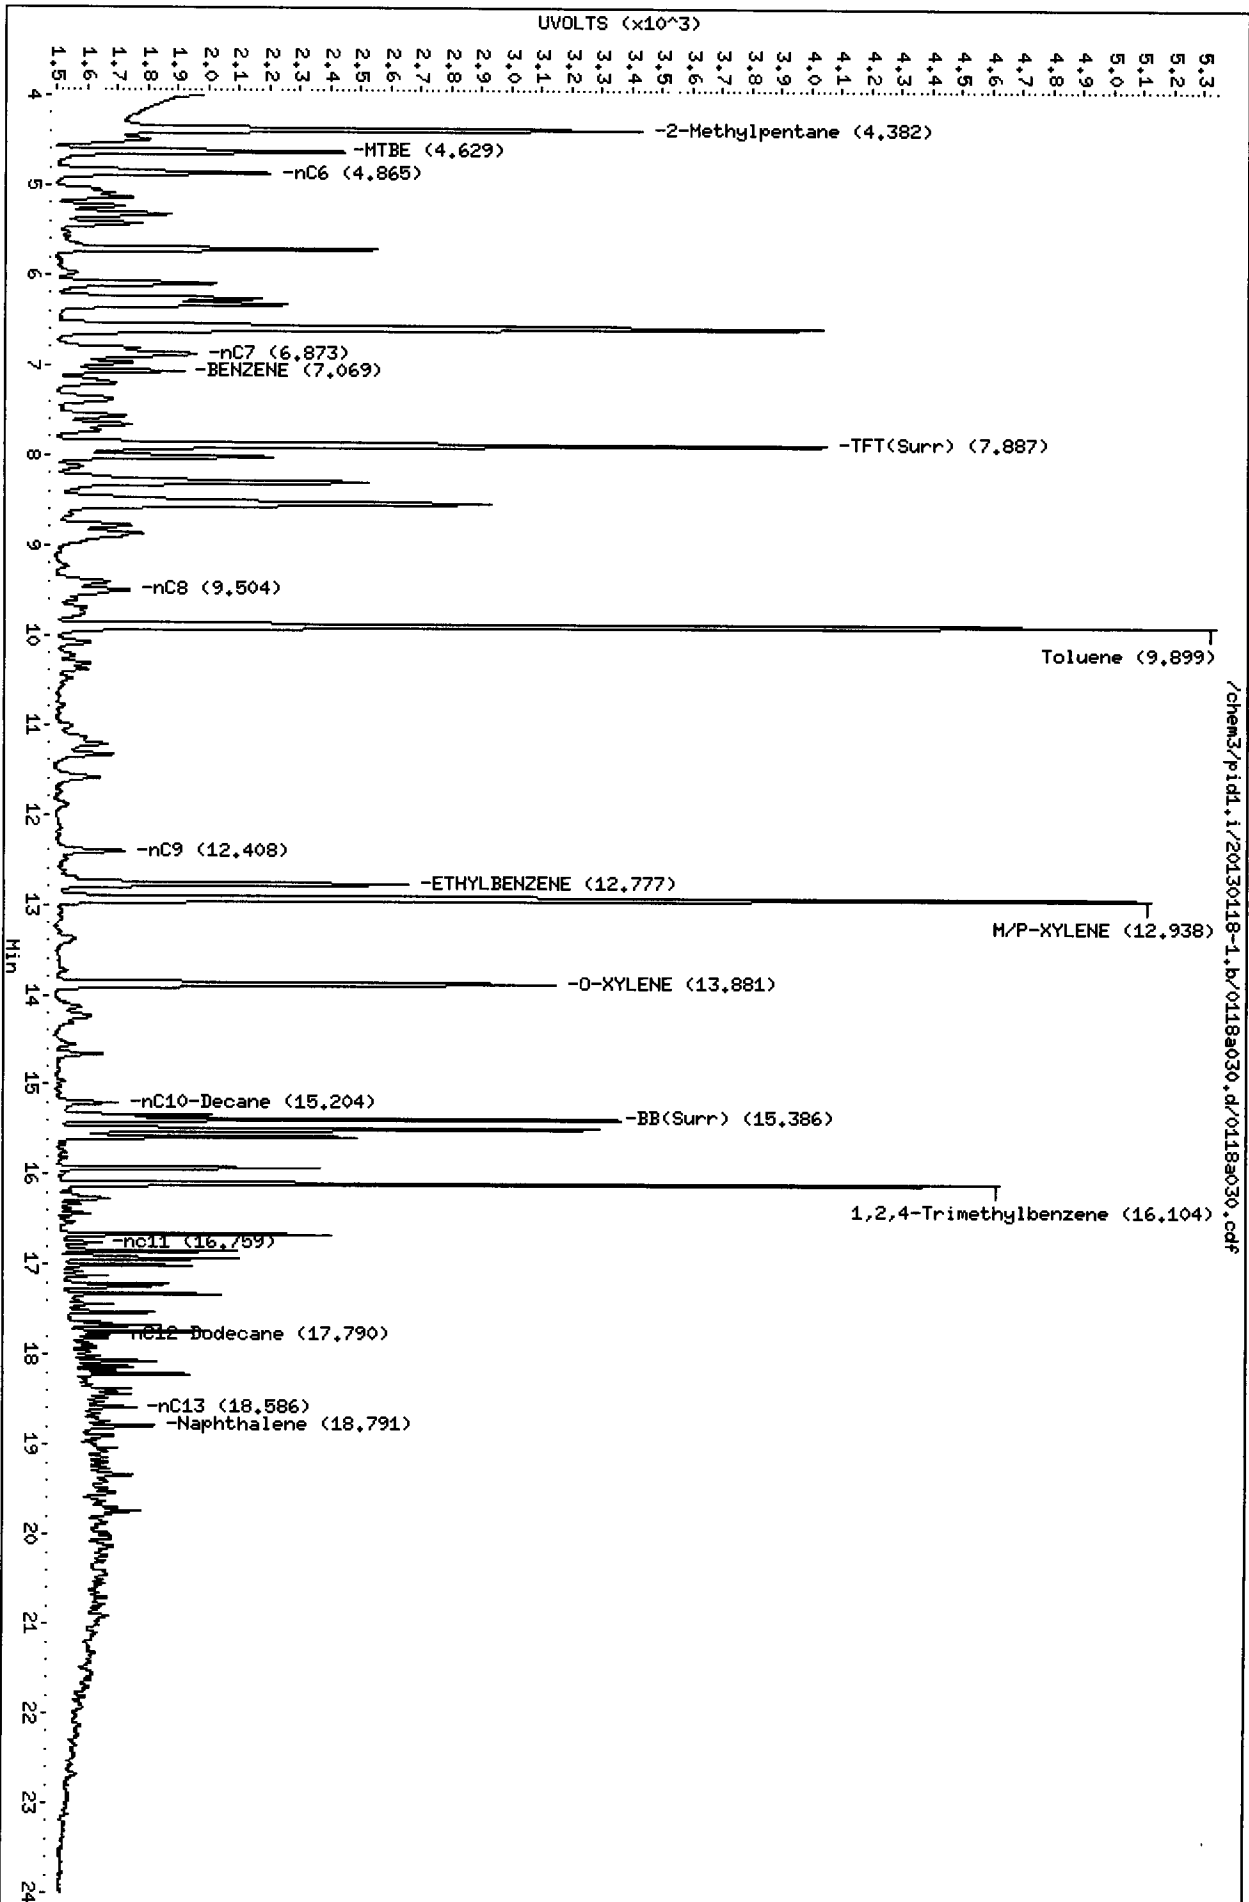 /chem3/pid1.i/20130118-1.b/0118a030.d/0118a030.cdf
UVOLTS (x10^3)
5.3
5.2
5.1
5.0
4.9
4.8
4.7
4.6
4.5
4.4
4.3
4.2
4.1
4.0
3.9
3.8
3.7
3.6
3.5
3.4
3.3
3.2
3.1
3.0
2.9
2.8
2.7
2.6
2.5
2.4
2.3
2.2
2.1
2.0
1.9
1.8
1.7
1.6
1.5
-2-Methylpentane (4.382)
-MTBE (4.629)
-nC6 (4.865)
-nC7 (6.873)
-BENZENE (7.069)
-TFT(Surr) (7.887)
-nC8 (9.504)
Toluene (9.899)
-nC9 (12.408)
-ETHYLBENZENE (12.777)
M/P-XYLENE (12.938)
-O-XYLENE (13.881)
-nC10-Decane (15.204)
-BB(Surr) (15.386)
1,2,4-Trimethylbenzene (16.104)
-nc11 (16.759)
-nC12-Dodecane (17.790)
-nC13 (18.586)
-Naphthalene (18.791)
4
5
6
7
8
9
10
11
12
13
14
15
16
17
18
19
20
21
22
23
24
Min